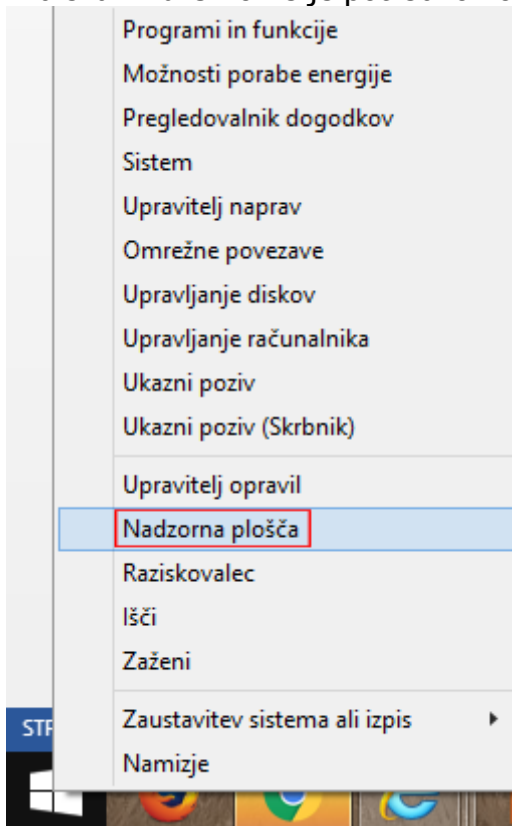 Programi in funkcije
Možnosti porabe energije
Pregledovalnik dogodkov
Sistem
Upravitelj naprav
Omrežne povezave
Upravljanje diskov
Upravljanje računalnika
Ukazni poziv
Ukazni poziv (Skrbnik)
Upravitelj opravil
Nadzorna plošča
Raziskovalec
Išči
Zaženi
Zaustavitev sistema ali izpis
Namizje